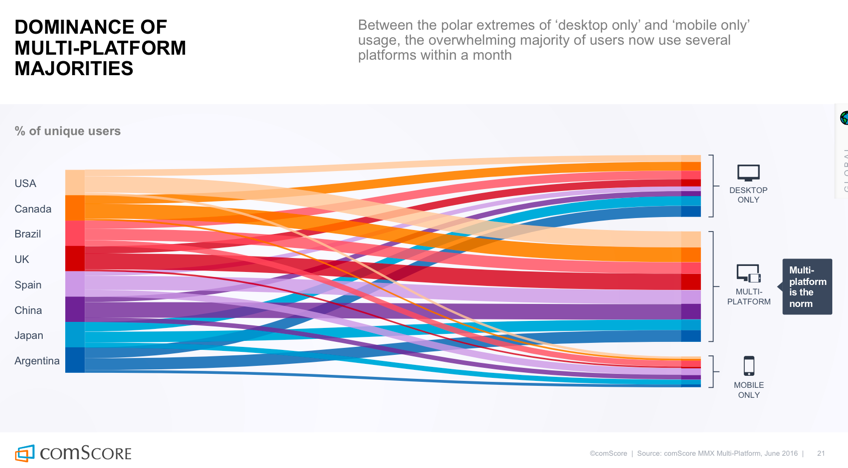 DOMINANCE OF
MULTI-PLATFORM
MAJORITIES
Between the polar extremes of ‘desktop only’ and ‘mobile only’
usage, the overwhelming majority of users now use several
platforms within a month
% of unique users
USA
Canada
Brazil
UK
Spain
China
Japan
Argentina
DESKTOP
ONLY
MULTI-
PLATFORM
Multi-
platform
is the
norm
MOBILE
ONLY
GLOBAL
comSCORE
©comScore | Source: comScore MMX Multi-Platform, June 2016 | 21